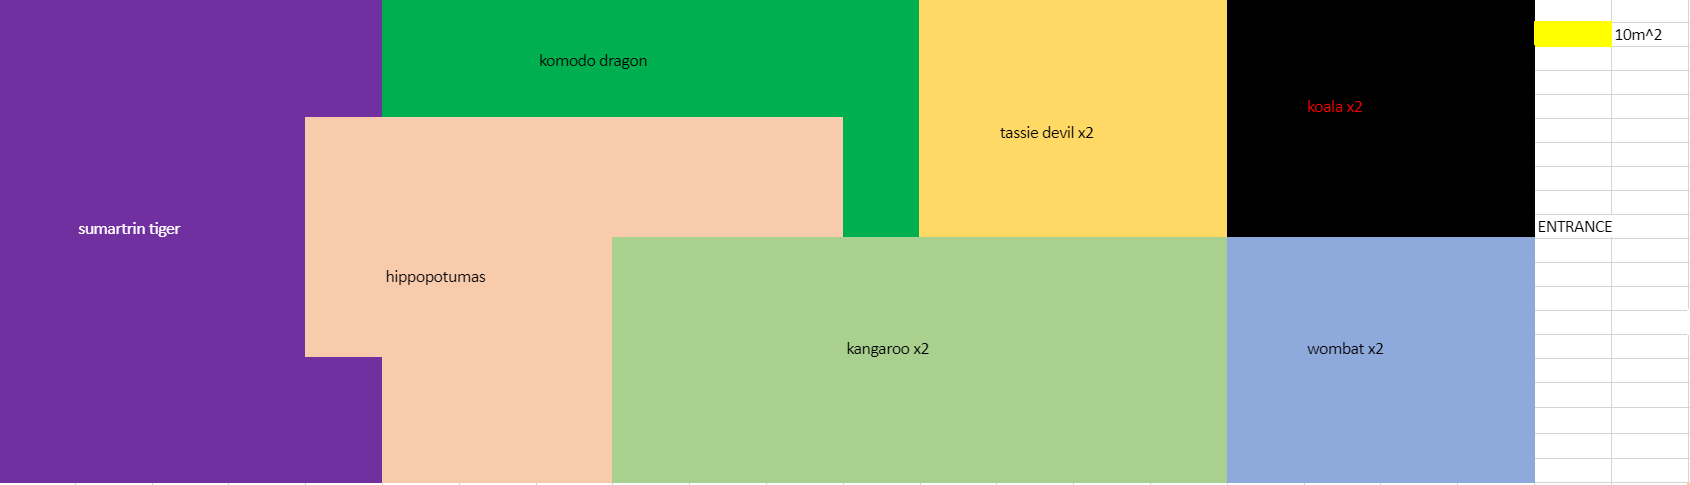 komodo dragon
10m^2
koala x2
tassie devil x2
sumartrin tiger
ENTRANCE
hippopotumas
kangaroo x2
wombat x2